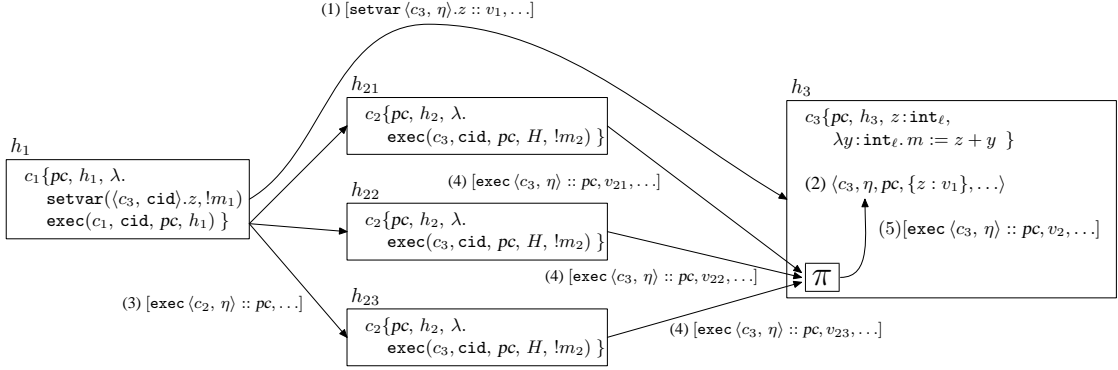 (1) [setvar ⟨c₃, η⟩.z :: v₁, …]
h₁
c₁{pc, h₁, λ.
setvar(⟨c₃, cid⟩.z, !m₁)
exec(c₁, cid, pc, h₁) }
h₂₁
c₂{pc, h₂, λ.
exec(c₃, cid, pc, H, !m₂) }
(4) [exec ⟨c₃, η⟩ :: pc, v₂₁, …]
h₂₂
c₂{pc, h₂, λ.
exec(c₃, cid, pc, H, !m₂) }
(4) [exec ⟨c₃, η⟩ :: pc, v₂₂, …]
(3) [exec ⟨c₂, η⟩ :: pc, …]
h₂₃
c₂{pc, h₂, λ.
exec(c₃, cid, pc, H, !m₂) }
(4) [exec ⟨c₃, η⟩ :: pc, v₂₃, …]
h₃
c₃{pc, h₃, z:intℓ,
λy:intℓ. m := z + y }
(2) ⟨c₃, η, pc, {z : v₁}, …⟩
(5)[exec ⟨c₃, η⟩ :: pc, v₂, …]
π